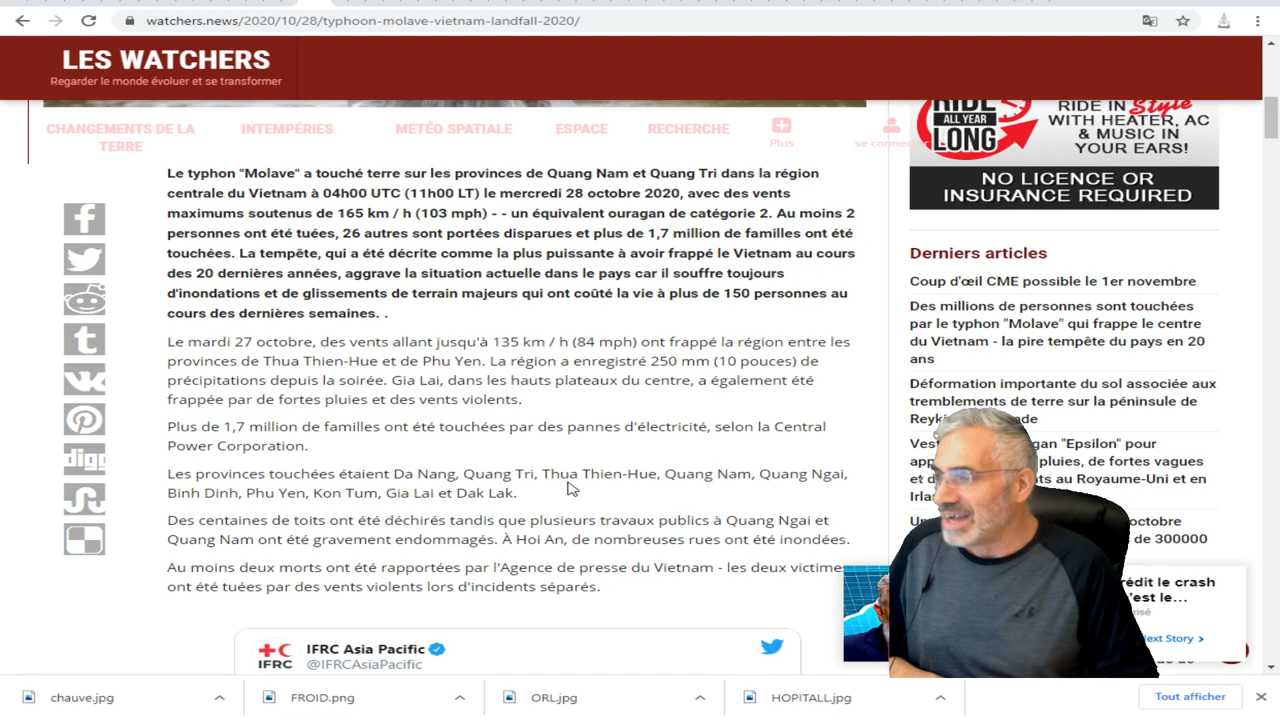 watchers.news/2020/10/28/typhoon-molave-vietnam-landfall-2020/
LES WATCHERS
Regarder le monde évoluer et se transformer
CHANGEMENTS DE LA
TERRE
INTEMPÉRIES
MÉTÉO SPATIALE
ESPACE
RECHERCHE
Plus
se connecter
Le typhon "Molave" a touché terre sur les provinces de Quang Nam et Quang Tri dans la région
centrale du Vietnam à 04h00 UTC (11h00 LT) le mercredi 28 octobre 2020, avec des vents
maximums soutenus de 165 km / h (103 mph) - - un équivalent ouragan de catégorie 2. Au moins 2
personnes ont été tuées, 26 autres sont portées disparues et plus de 1,7 million de familles ont été
touchées. La tempête, qui a été décrite comme la plus puissante à avoir frappé le Vietnam au cours
des 20 dernières années, aggrave la situation actuelle dans le pays car il souffre toujours
d'inondations et de glissements de terrain majeurs qui ont coûté la vie à plus de 150 personnes au
cours des dernières semaines. .
Le mardi 27 octobre, des vents allant jusqu'à 135 km / h (84 mph) ont frappé la région entre les
provinces de Thua Thien-Hue et de Phu Yen. La région a enregistré 250 mm (10 pouces) de
précipitations depuis la soirée. Gia Lai, dans les hauts plateaux du centre, a également été
frappée par de fortes pluies et des vents violents.
Plus de 1,7 million de familles ont été touchées par des pannes d'électricité, selon la Central
Power Corporation.
Les provinces touchées étaient Da Nang, Quang Tri, Thua Thien-Hue, Quang Nam, Quang Ngai,
Binh Dinh, Phu Yen, Kon Tum, Gia Lai et Dak Lak.
Des centaines de toits ont été déchirés tandis que plusieurs travaux publics à Quang Ngai et
Quang Nam ont été gravement endommagés. À Hoi An, de nombreuses rues ont été inondées.
Au moins deux morts ont été rapportées par l'Agence de presse du Vietnam - les deux victimes
ont été tuées par des vents violents lors d'incidents séparés.
digg
IFRC
IFRC Asia Pacific
@IFRCAsiaPacific
RIDE
ALL YEAR
LONG
RIDE IN Style
WITH HEATER, AC
& MUSIC IN
YOUR EARS!
NO LICENCE OR
INSURANCE REQUIRED
Derniers articles
Coup d'œil CME possible le 1er novembre
Des millions de personnes sont touchées
par le typhon "Molave" qui frappe le centre
du Vietnam - la pire tempête du pays en 20
ans
Déformation importante du sol associée aux
tremblements de terre sur la péninsule de
"Epsilon" pour
pluies, de fortes vagues
au Royaume-Uni et en
octobre
de 300000
le crash
Next Story >
chauve.jpg
FROID.png
ORL.jpg
HOPITALL.jpg
Tout afficher